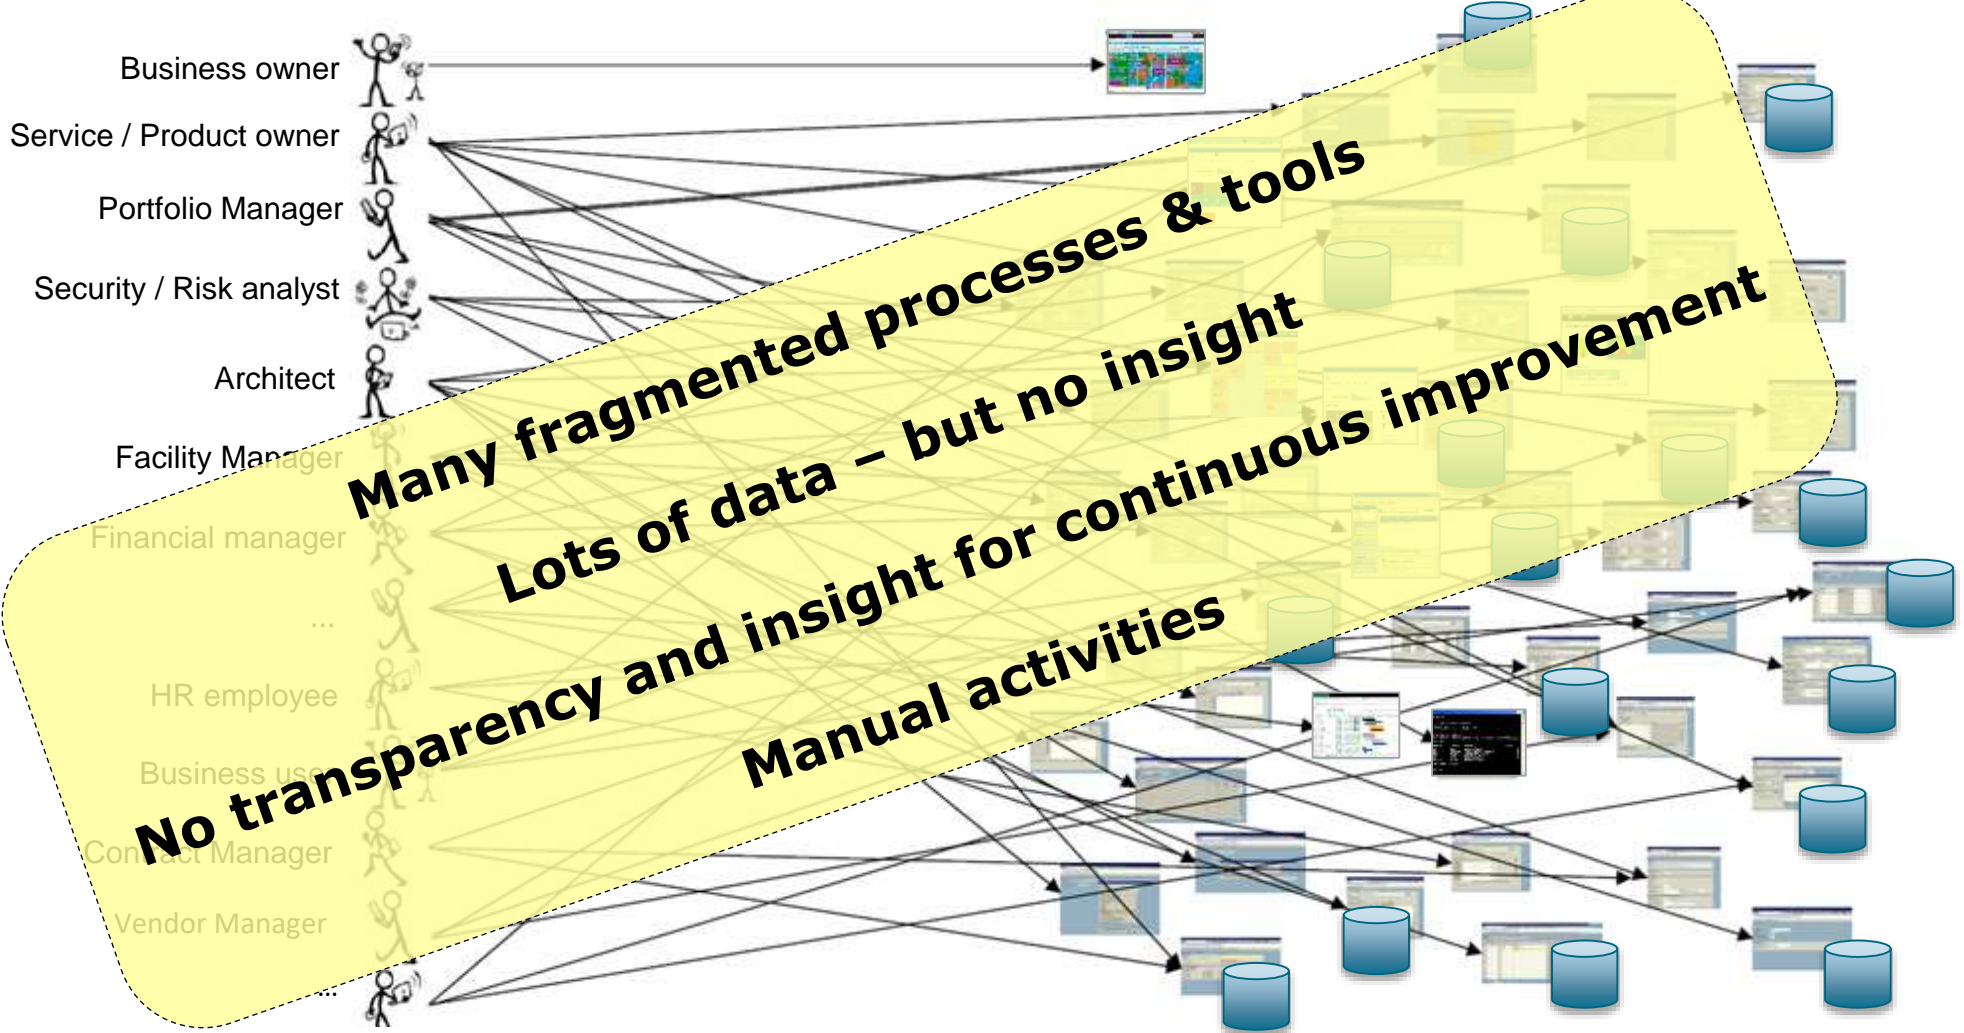 Business owner
Service / Product owner
Portfolio Manager
Security / Risk analyst
Architect
Facility Manager
Financial manager
...
HR employee
Business user
Contract Manager
Vendor Manager
...
Many fragmented processes & tools
Lots of data – but no insight
No transparency and insight for continuous improvement
Manual activities